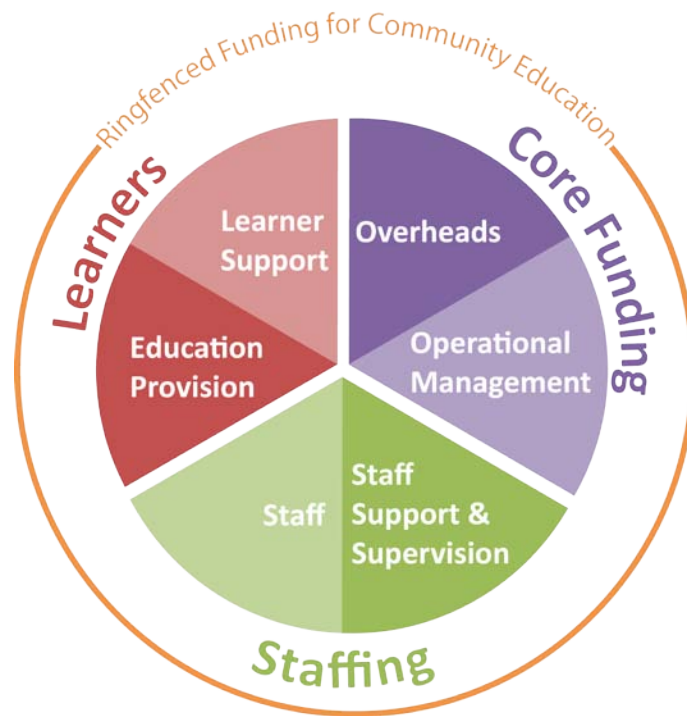 Ringfenced Funding for Community Education
Learners
Core Funding
Learner
Support
Overheads
Education
Provision
Operational
Management
Staff
Staff
Support &
Supervision
Staffing